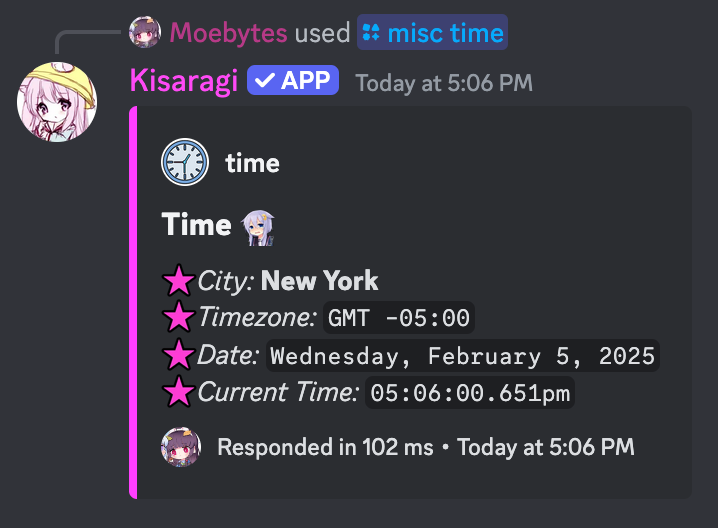 Moebytes used misc time
Kisaragi APP Today at 5:06 PM
time
Time
City: New York
Timezone: GMT -05:00
Date: Wednesday, February 5, 2025
Current Time: 05:06:00.651pm
Responded in 102 ms • Today at 5:06 PM